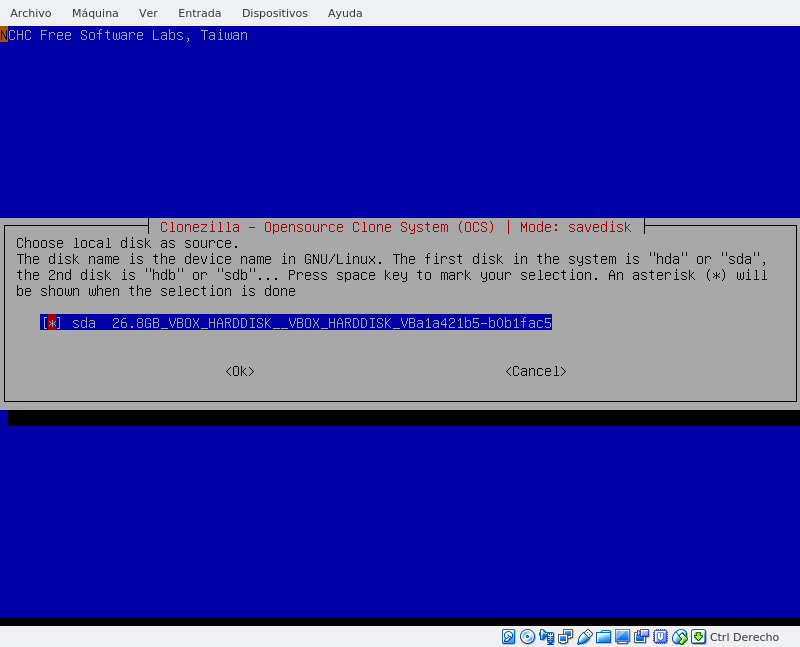 Archivo Máquina Ver Entrada Dispositivos Ayuda
NCHC Free Software Labs, Taiwan
Clonezilla - Opensource Clone System (OCS) | Mode: savedisk
Choose local disk as source.
The disk name is the device name in GNU/Linux. The first disk in the system is "hda" or "sda",
the 2nd disk is "hdb" or "sdb"... Press space key to mark your selection. An asterisk (*) will
be shown when the selection is done
[*] sda 26.8GB_VBOX_HARDDISK__VBOX_HARDDISK_VBa1a421b5-b0b1fac5
<Ok> <Cancel>
Ctrl Derecho